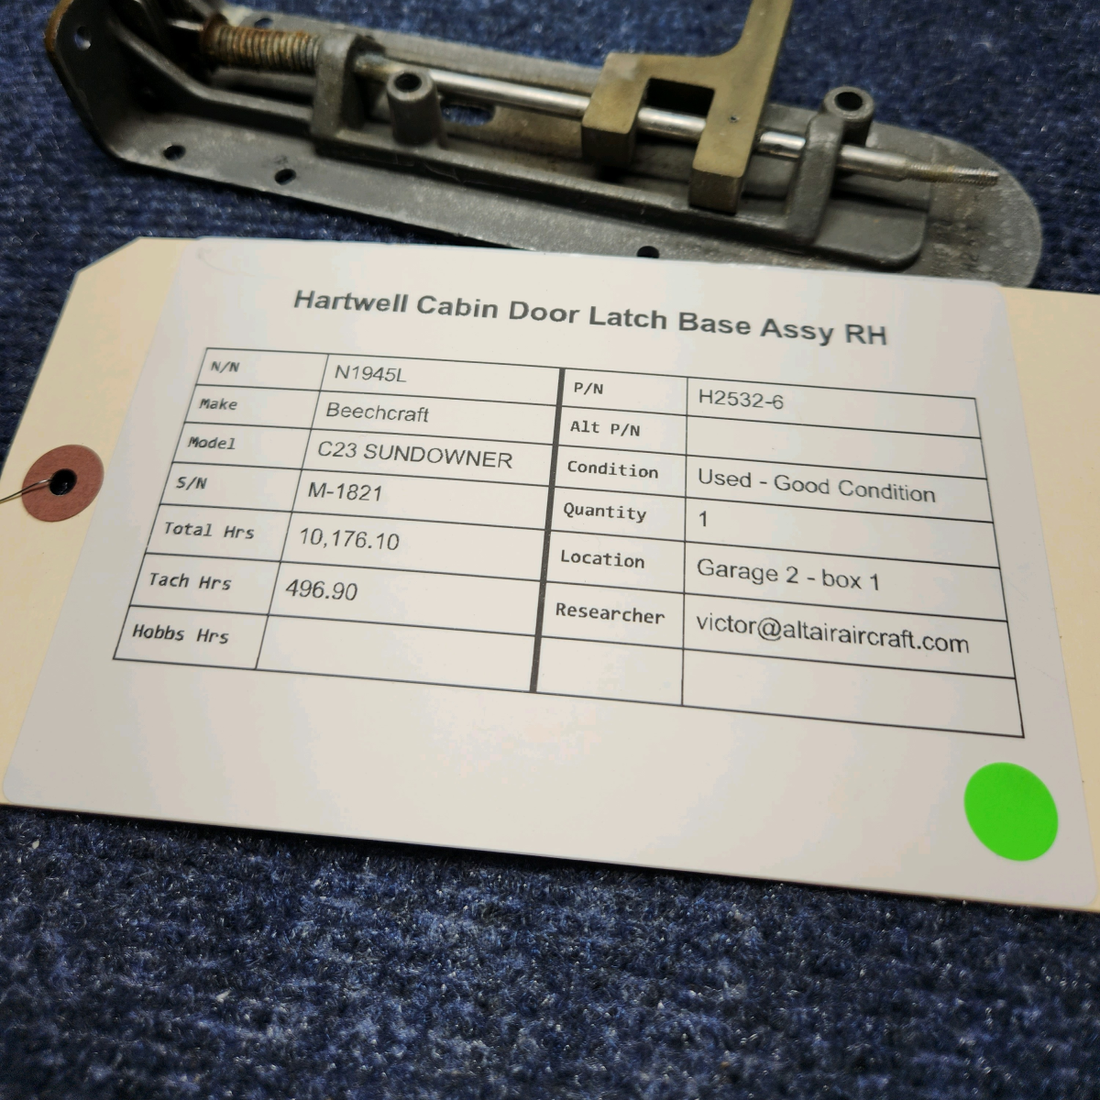 Hartwell Cabin Door Latch Base Assy RH
N/N N1945L P/N H2532-6
Make Beechcraft Alt P/N
Model C23 SUNDOWNER Condition Used - Good Condition
S/N M-1821 Quantity 1
Total Hrs 10,176.10 Location Garage 2 - box 1
Tach Hrs 496.90 Researcher victor@altairaircraft.com
Hobbs Hrs